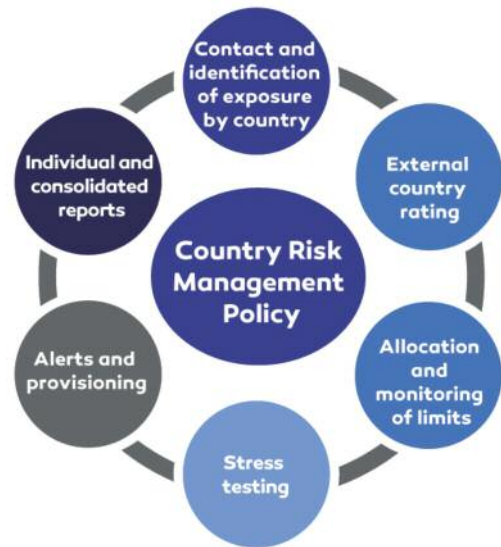 Contact and
identification
of exposure
by country
External
country
rating
Allocation
and
monitoring
of limits
Stress
testing
Alerts and
provisioning
Individual and
consolidated
reports
Country Risk
Management
Policy